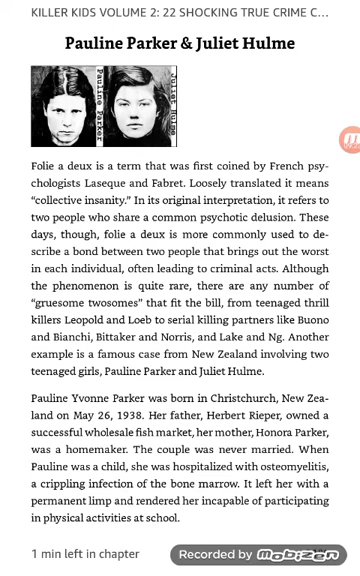 KILLER KIDS VOLUME 2: 22 SHOCKING TRUE CRIME C...
Pauline Parker & Juliet Hulme
Pauline Parker
Juliet Hulme
Folie a deux is a term that was first coined by French psy-
chologists Laseque and Fabret. Loosely translated it means
“collective insanity.” In its original interpretation, it refers to
two people who share a common psychotic delusion. These
days, though, folie a deux is more commonly used to de-
scribe a bond between two people that brings out the worst
in each individual, often leading to criminal acts. Although
the phenomenon is quite rare, there are any number of
“gruesome twosomes” that fit the bill, from teenaged thrill
killers Leopold and Loeb to serial killing partners like Buono
and Bianchi, Bittaker and Norris, and Lake and Ng. Another
example is a famous case from New Zealand involving two
teenaged girls, Pauline Parker and Juliet Hulme.
Pauline Yvonne Parker was born in Christchurch, New Zea-
land on May 26, 1938. Her father, Herbert Rieper, owned a
successful wholesale fish market, her mother, Honora Parker,
was a homemaker. The couple was never married. When
Pauline was a child, she was hospitalized with osteomyelitis,
a crippling infection of the bone marrow. It left her with a
permanent limp and rendered her incapable of participating
in physical activities at school.
1 min left in chapter
Recorded by mobizen